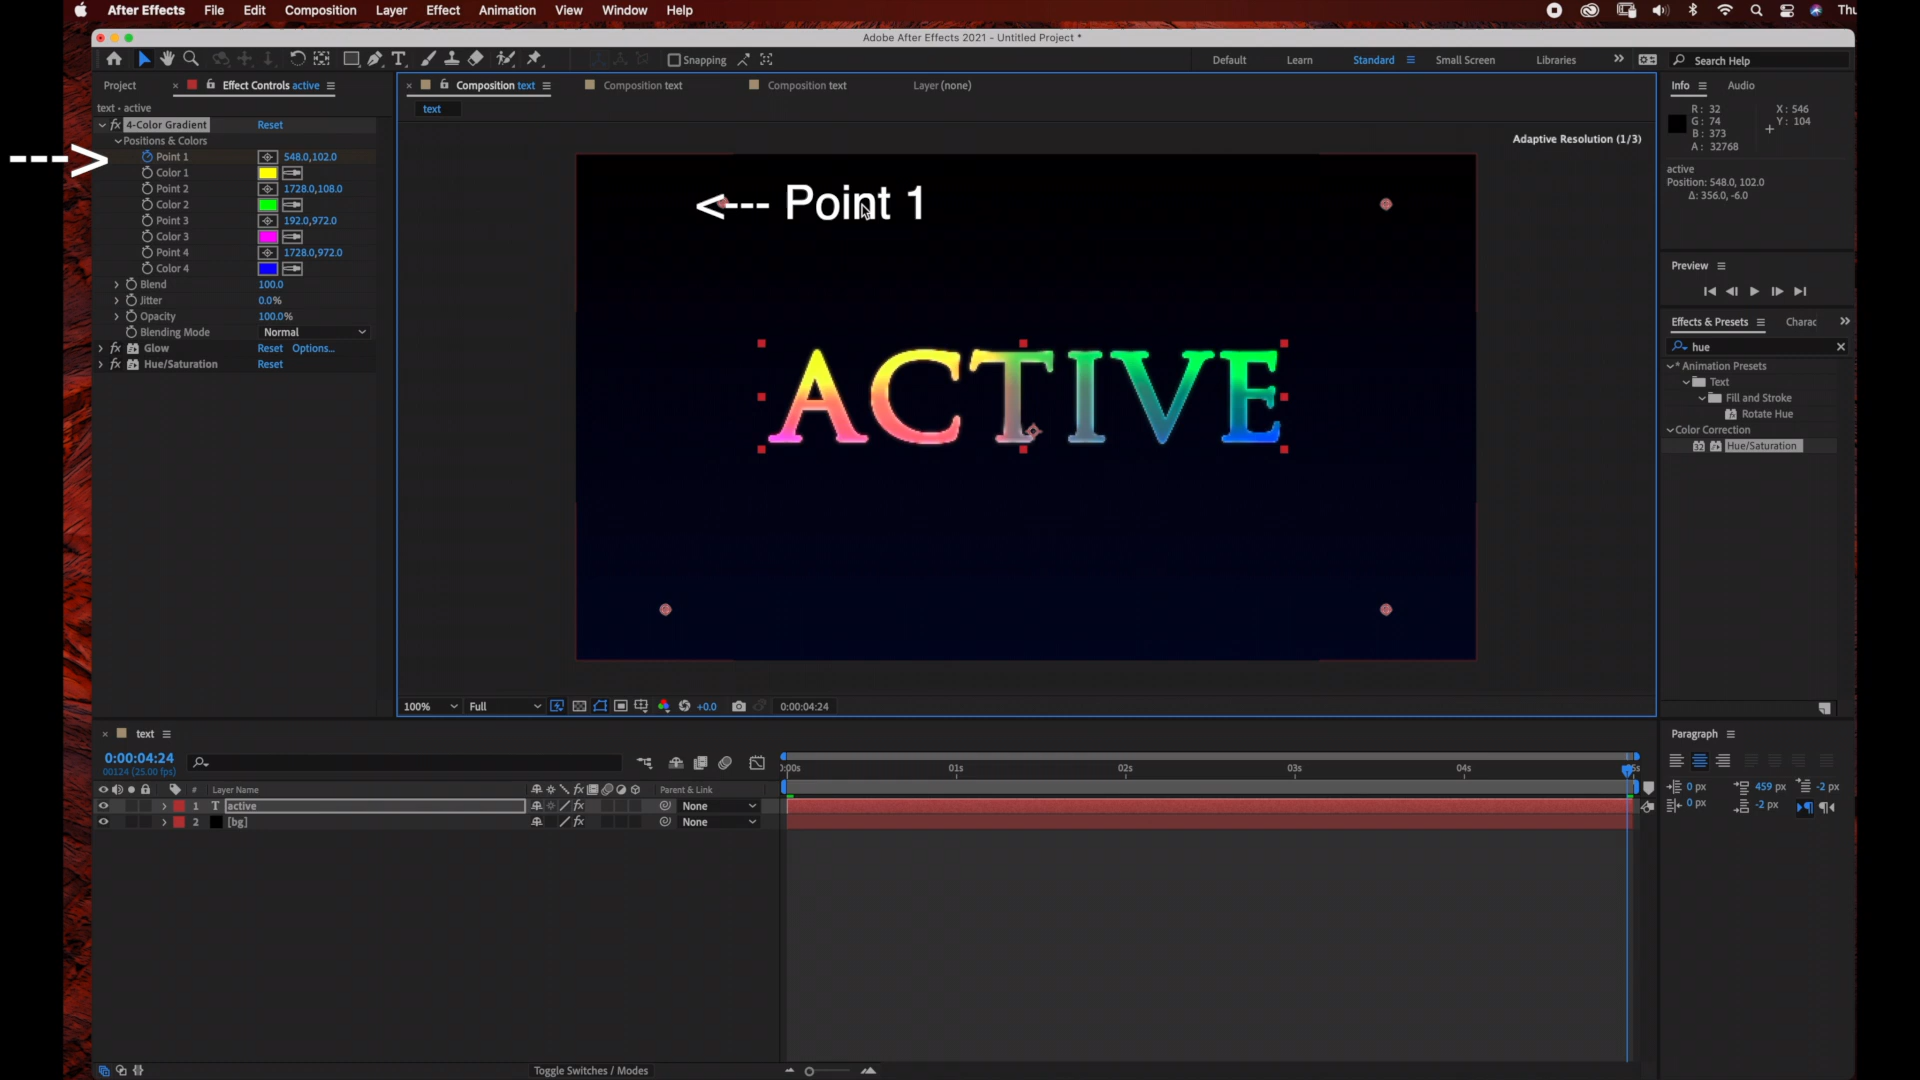 After Effects File Edit Composition Layer Effect Animation View Window Help Thu
Adobe After Effects 2021 - Untitled Project *
Snapping Default Learn Standard Small Screen Libraries Search Help
Project Effect Controls active
Composition text Composition text Composition text Layer (none)
Info Audio
text • active
text
4-Color Gradient Reset
Positions & Colors
---> Point 1 548.0,102.0
Color 1
Point 2 1728.0,108.0
Color 2
Point 3 192.0,972.0
Color 3
Point 4 1728.0,972.0
Color 4
Blend 100.0
Jitter 0.0%
Opacity 100.0%
Blending Mode Normal
Glow Reset Options...
Hue/Saturation Reset
Adaptive Resolution (1/3)
<--- Point 1
ACTIVE
100% Full +0.0 0:00:04:24
R: 32 X: 546
G: 74 Y: 104
B: 373
A: 32768
active
Position: 548.0, 102.0
Δ: 356.0, -6.0
Preview
Effects & Presets Charac
hue
* Animation Presets
Text
Fill and Stroke
Rotate Hue
Color Correction
Hue/Saturation
text
0:00:04:24
00124 (25.00 fps)
# Layer Name Parent & Link
1 T active None
2 [bg] None
:00s 01s 02s 03s 04s 5s
Toggle Switches / Modes
Paragraph
0 px 459 px -2 px
0 px -2 px